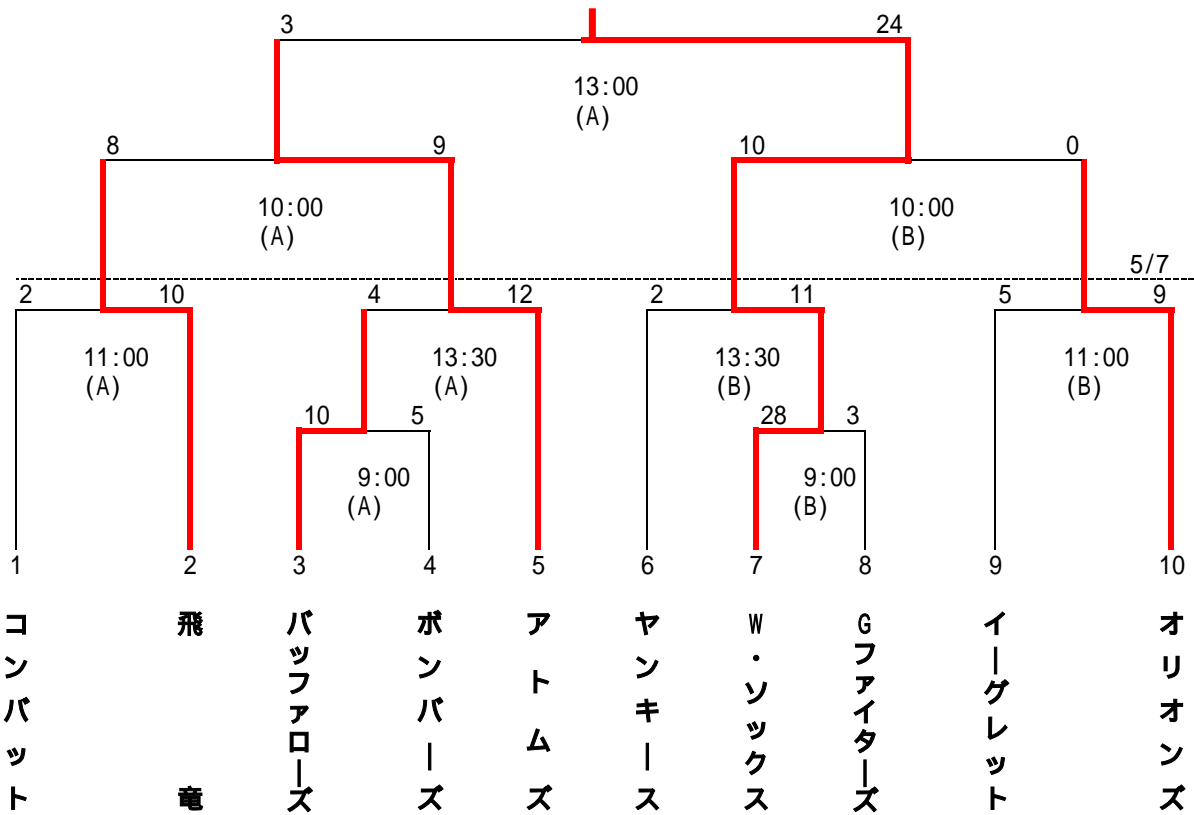 3 24
13:00
(A)
8 9 10 0
10:00 10:00
(A) (B)
5/7
2 10 4 12 2 11 5 9
11:00 13:30 13:30 11:00
(A) (A) (B) (B)
10 5 28 3
9:00 9:00
(A) (B)
1 2 3 4 5 6 7 8 9 10
コンバット
飛竜
バッファローズ
ボンバーズ
アトムズ
ヤンキース
W・ソックス
Gファイターズ
イーグレット
オリオンズ